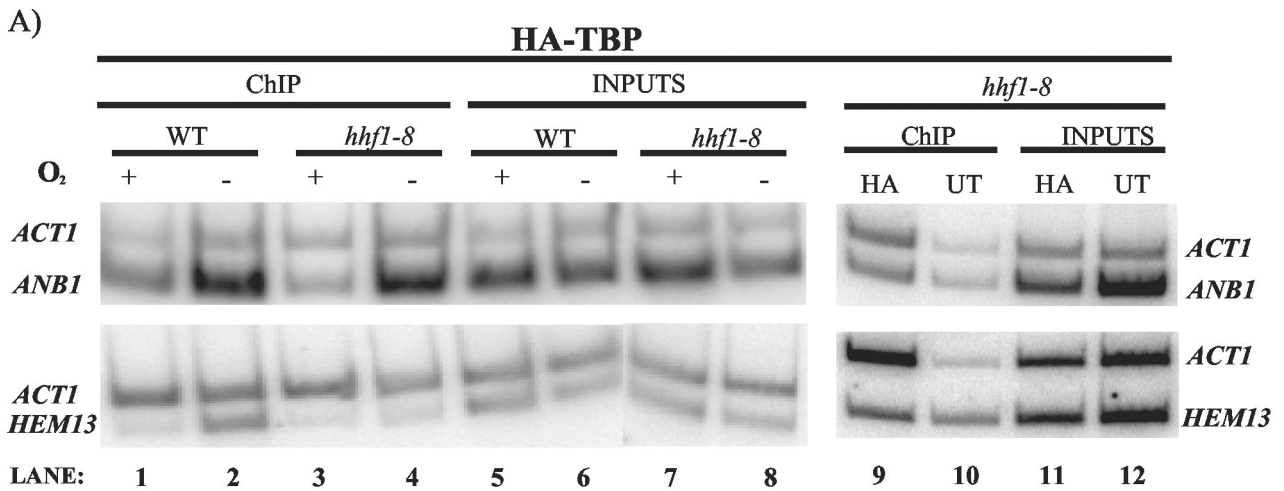 A)
HA-TBP
ChIP INPUTS hhf1-8
WT hhf1-8 WT hhf1-8 ChIP INPUTS
O₂ + - + - + - + - HA UT HA UT
ACT1 ACT1
ANB1 ANB1
ACT1 ACT1
HEM13 HEM13
LANE: 1 2 3 4 5 6 7 8 9 10 11 12